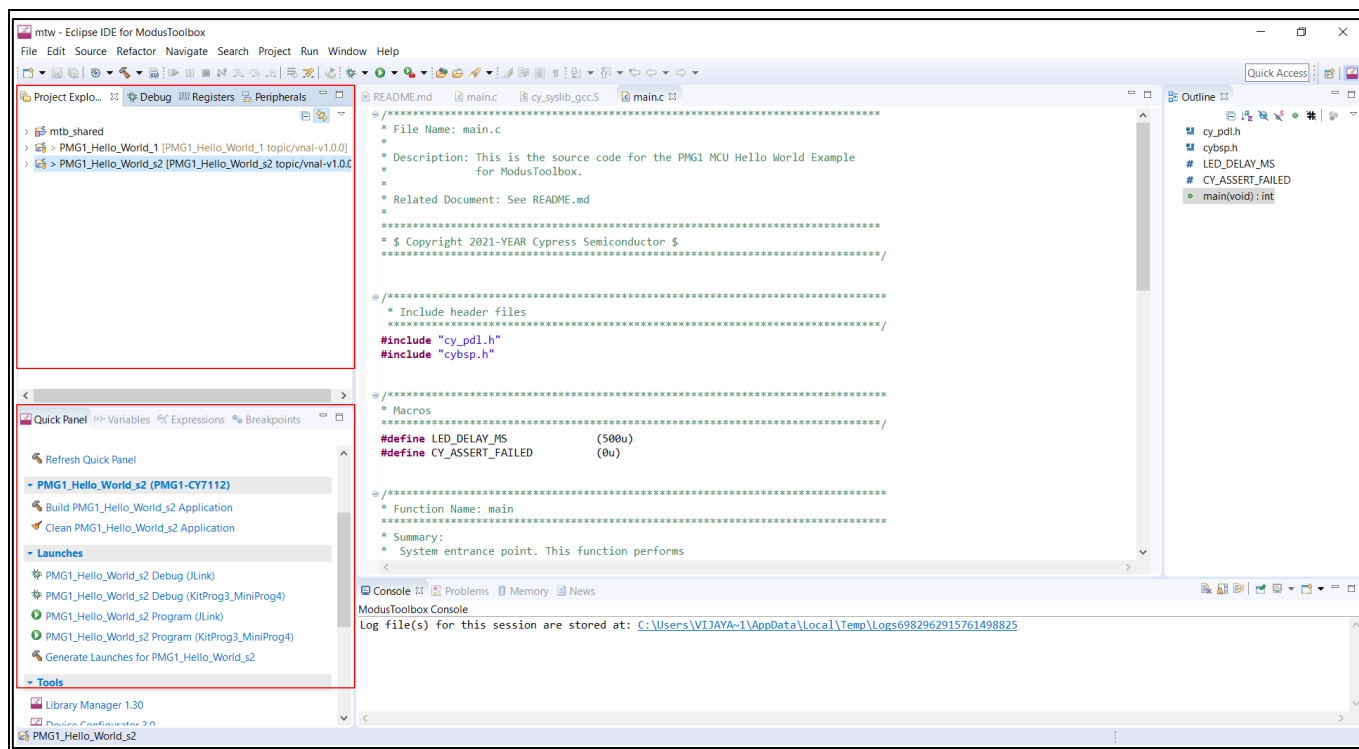 mtw - Eclipse IDE for ModusToolbox
File Edit Source Refactor Navigate Search Project Run Window Help
Quick Access
Project Explo... Debug Registers Peripherals
mtb_shared
> PMG1_Hello_World_1 [PMG1_Hello_World_1 topic/vnal-v1.0.0]
> PMG1_Hello_World_s2 [PMG1_Hello_World_s2 topic/vnal-v1.0.0
Quick Panel (x)= Variables Expressions Breakpoints
Refresh Quick Panel
PMG1_Hello_World_s2 (PMG1-CY7112)
Build PMG1_Hello_World_s2 Application
Clean PMG1_Hello_World_s2 Application
Launches
PMG1_Hello_World_s2 Debug (JLink)
PMG1_Hello_World_s2 Debug (KitProg3_MiniProg4)
PMG1_Hello_World_s2 Program (JLink)
PMG1_Hello_World_s2 Program (KitProg3_MiniProg4)
Generate Launches for PMG1_Hello_World_s2
Tools
Library Manager 1.30
Device Configurator 3.0
README.md main.c cy_syslib_gcc.S main.c
/******************************************************************************
* File Name: main.c
*
* Description: This is the source code for the PMG1 MCU Hello World Example
* for ModusToolbox.
*
* Related Document: See README.md
*
*******************************************************************************
* $ Copyright 2021-YEAR Cypress Semiconductor $
*******************************************************************************/
/*******************************************************************************
* Include header files
******************************************************************************/
#include "cy_pdl.h"
#include "cybsp.h"
/*******************************************************************************
* Macros
*******************************************************************************/
#define LED_DELAY_MS (500u)
#define CY_ASSERT_FAILED (0u)
/*******************************************************************************
* Function Name: main
********************************************************************************
* Summary:
* System entrance point. This function performs
Console Problems Memory News
ModusToolbox Console
Log file(s) for this session are stored at: C:\Users\VIJAYA~1\AppData\Local\Temp\Logs6982962915761498825
Outline
cy_pdl.h
cybsp.h
# LED_DELAY_MS
# CY_ASSERT_FAILED
main(void) : int
PMG1_Hello_World_s2